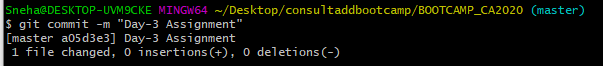 Sneha@DESKTOP-UVM9CKE MINGW64 ~/Desktop/consultaddbootcamp/BOOTCAMP_CA2020 (master)
$ git commit -m "Day-3 Assignment"
[master a05d3e3] Day-3 Assignment
 1 file changed, 0 insertions(+), 0 deletions(-)